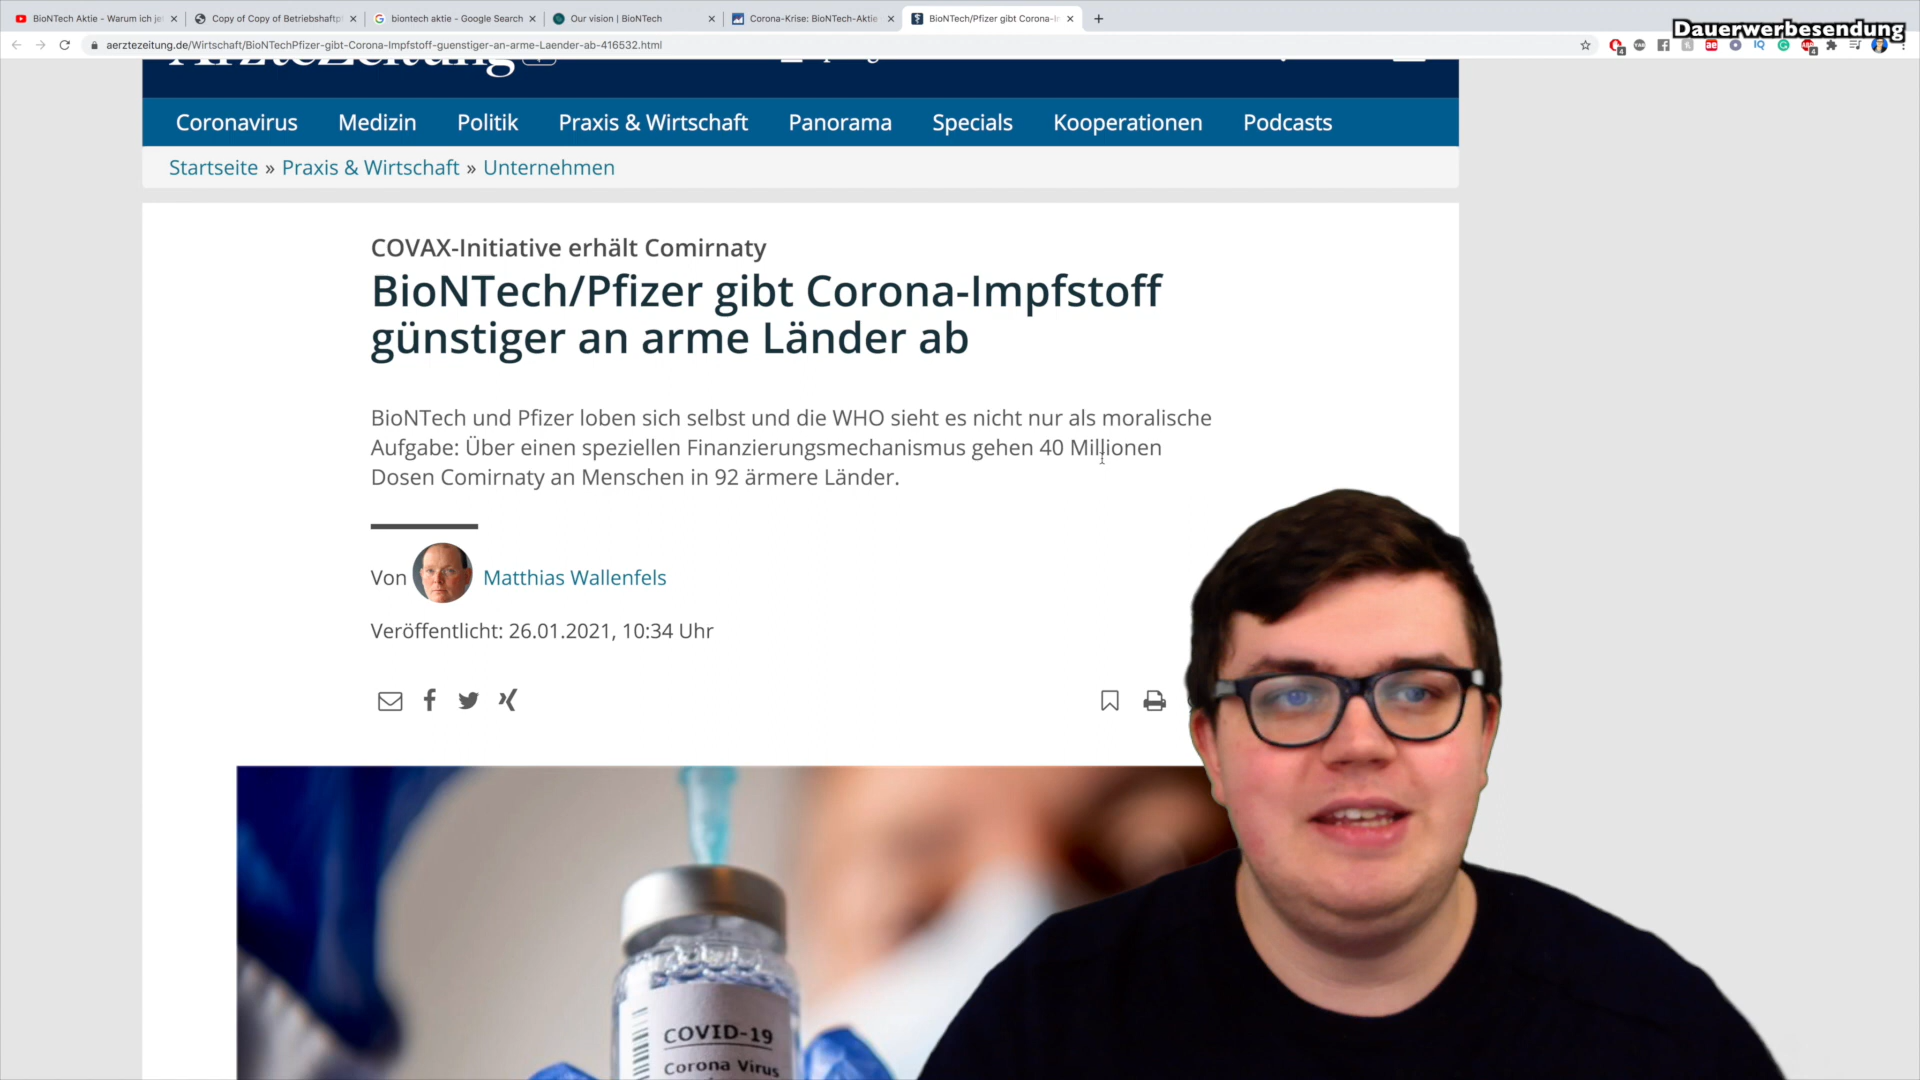 BioNTech Aktie - Warum ich je
Copy of Copy of Betriebshaftpf
biontech aktie - Google Search
Our vision | BioNTech
Corona-Krise: BioNTech-Aktie
BioNTech/Pfizer gibt Corona-I
Dauerwerbesendung
aerztezeitung.de/Wirtschaft/BioNTechPfizer-gibt-Corona-Impfstoff-guenstiger-an-arme-Laender-ab-416532.html
ÄrzteZeitung
Coronavirus Medizin Politik Praxis & Wirtschaft Panorama Specials Kooperationen Podcasts
Startseite » Praxis & Wirtschaft » Unternehmen
COVAX-Initiative erhält Comirnaty
BioNTech/Pfizer gibt Corona-Impfstoff
günstiger an arme Länder ab
BioNTech und Pfizer loben sich selbst und die WHO sieht es nicht nur als moralische
Aufgabe: Über einen speziellen Finanzierungsmechanismus gehen 40 Millionen
Dosen Comirnaty an Menschen in 92 ärmere Länder.
Von Matthias Wallenfels
Veröffentlicht: 26.01.2021, 10:34 Uhr
COVID-19
Corona Virus